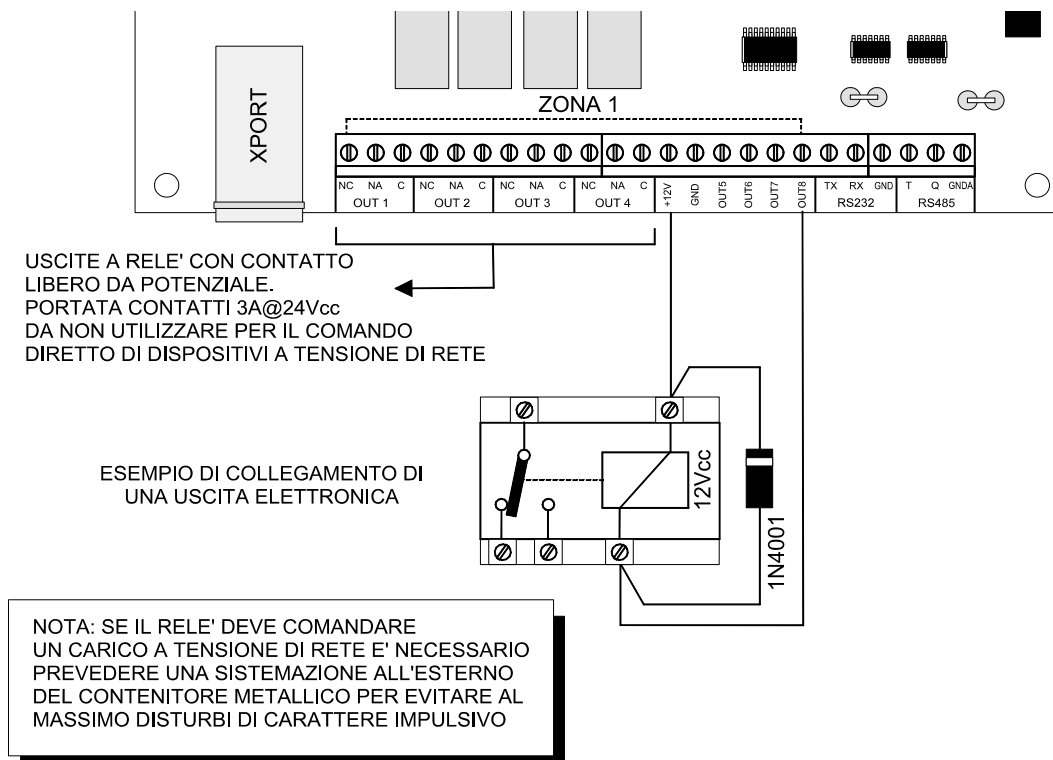 XPORT
ZONA 1
NC NA C NC NA C NC NA C NC NA C +12V GND OUT5 OUT6 OUT7 OUT8 TX RX GND T Q GNDA
OUT 1 OUT 2 OUT 3 OUT 4 RS232 RS485
USCITE A RELE' CON CONTATTO
LIBERO DA POTENZIALE.
PORTATA CONTATTI 3A@24Vcc
DA NON UTILIZZARE PER IL COMANDO
DIRETTO DI DISPOSITIVI A TENSIONE DI RETE
ESEMPIO DI COLLEGAMENTO DI
UNA USCITA ELETTRONICA
12Vcc
1N4001
NOTA: SE IL RELE' DEVE COMANDARE
UN CARICO A TENSIONE DI RETE E' NECESSARIO
PREVEDERE UNA SISTEMAZIONE ALL'ESTERNO
DEL CONTENITORE METALLICO PER EVITARE AL
MASSIMO DISTURBI DI CARATTERE IMPULSIVO